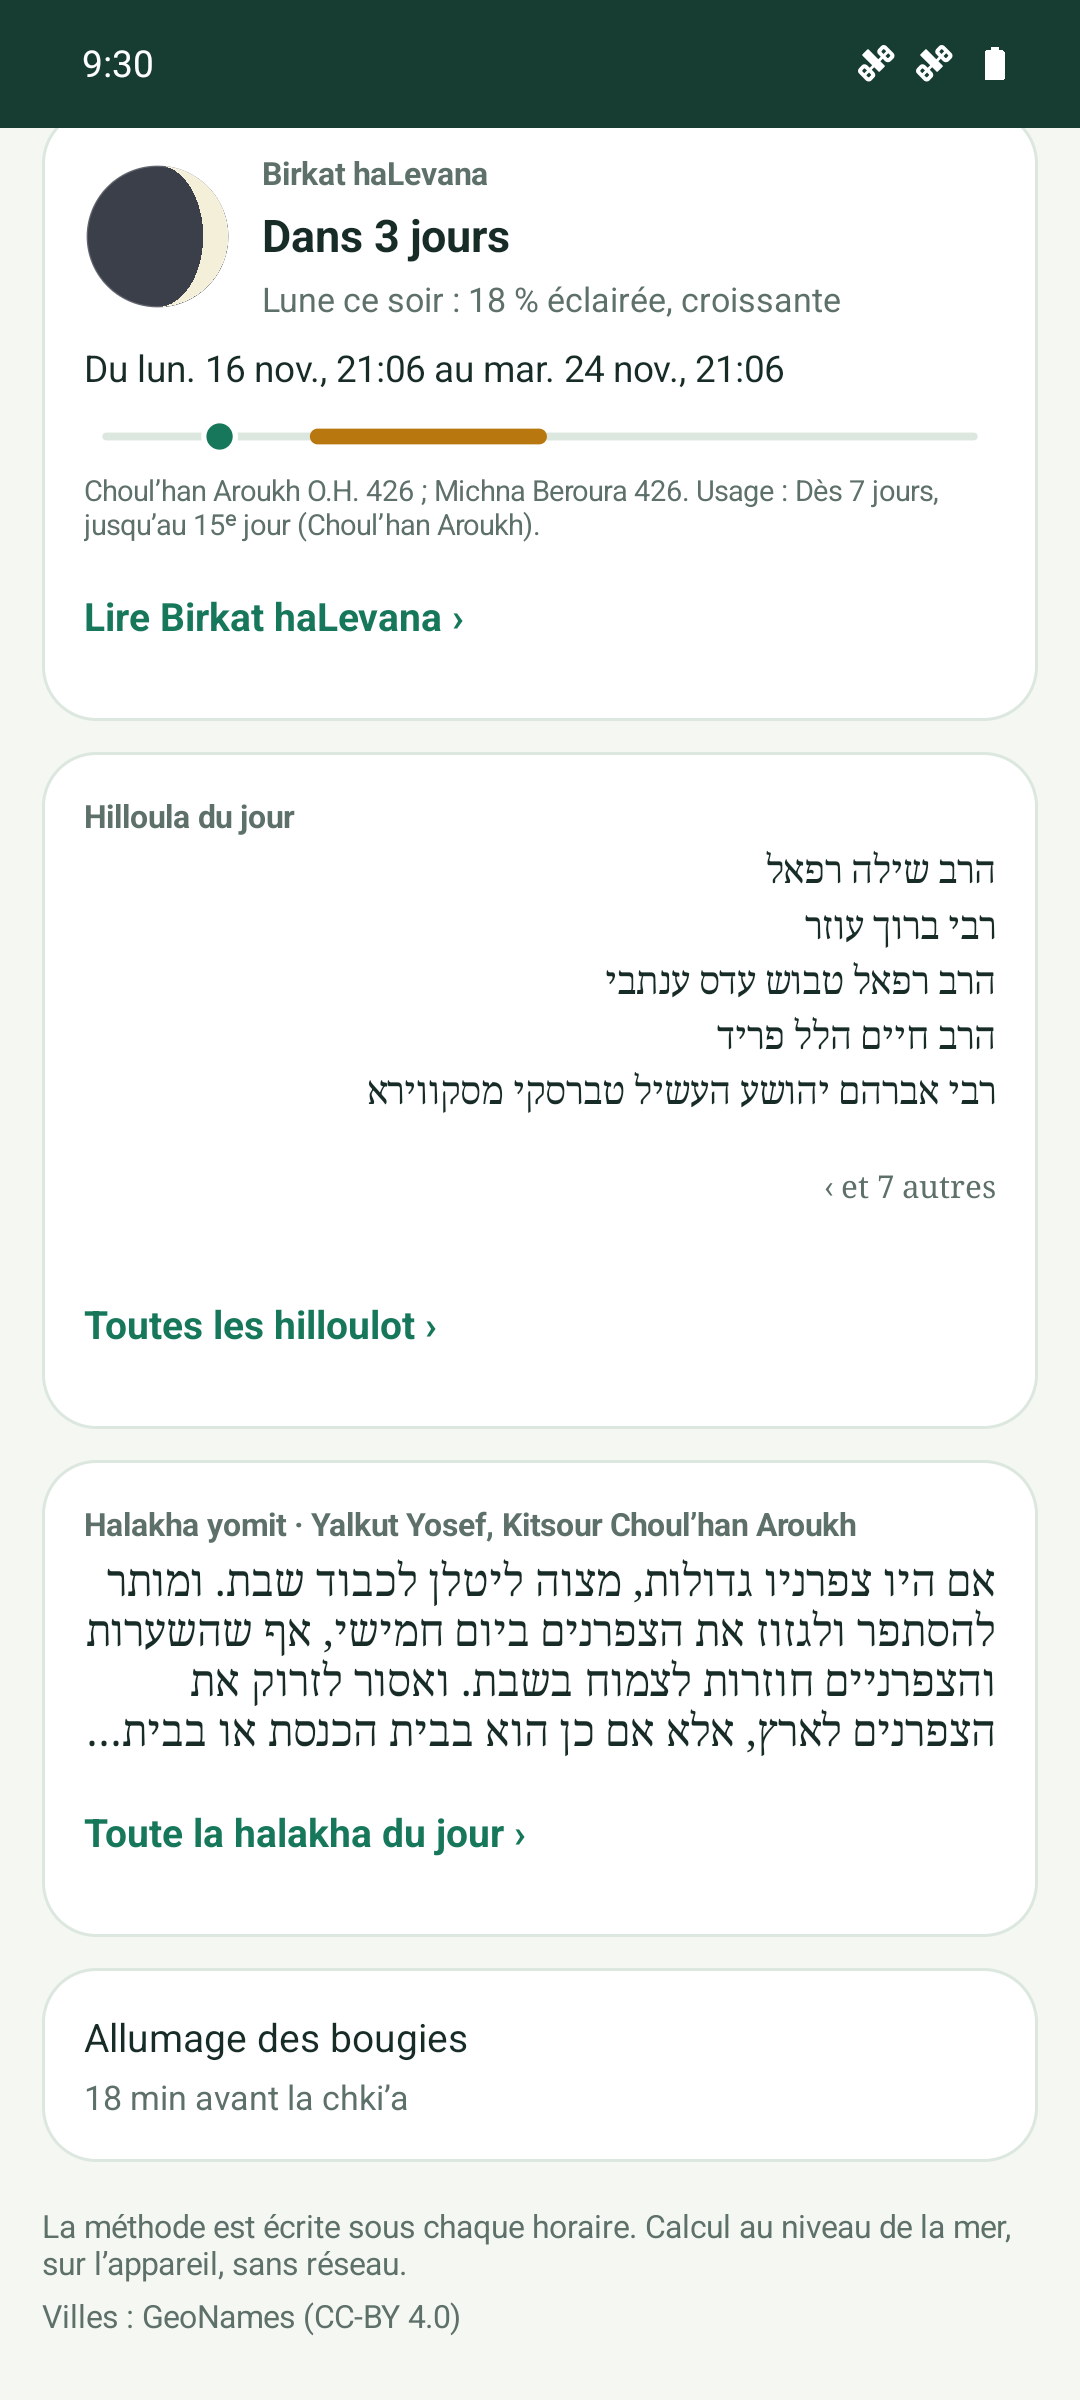 9:30
Birkat haLevana
Dans 3 jours
Lune ce soir : 18 % éclairée, croissante
Du lun. 16 nov., 21:06 au mar. 24 nov., 21:06
Choul’han Aroukh O.H. 426 ; Michna Beroura 426. Usage : Dès 7 jours,
jusqu’au 15ᵉ jour (Choul’han Aroukh).
Lire Birkat haLevana ›
Hilloula du jour
הרב שילה רפאל
רבי ברוך עוזר
הרב רפאל טבוש עדס ענתבי
הרב חיים הלל פריד
רבי אברהם יהושע העשיל טברסקי מסקווירא
‹ et 7 autres
Toutes les hilloulot ›
Halakha yomit · Yalkut Yosef, Kitsour Choul’han Aroukh
אם היו צפרניו גדולות, מצוה ליטלן לכבוד שבת. ומותר
להסתפר ולגזוז את הצפרנים ביום חמישי, אף שהשערות
והצפרניים חוזרות לצמוח בשבת. ואסור לזרוק את
הצפרנים לארץ, אלא אם כן הוא בבית הכנסת או בבית...
Toute la halakha du jour ›
Allumage des bougies
18 min avant la chki’a
La méthode est écrite sous chaque horaire. Calcul au niveau de la mer,
sur l’appareil, sans réseau.
Villes : GeoNames (CC-BY 4.0)